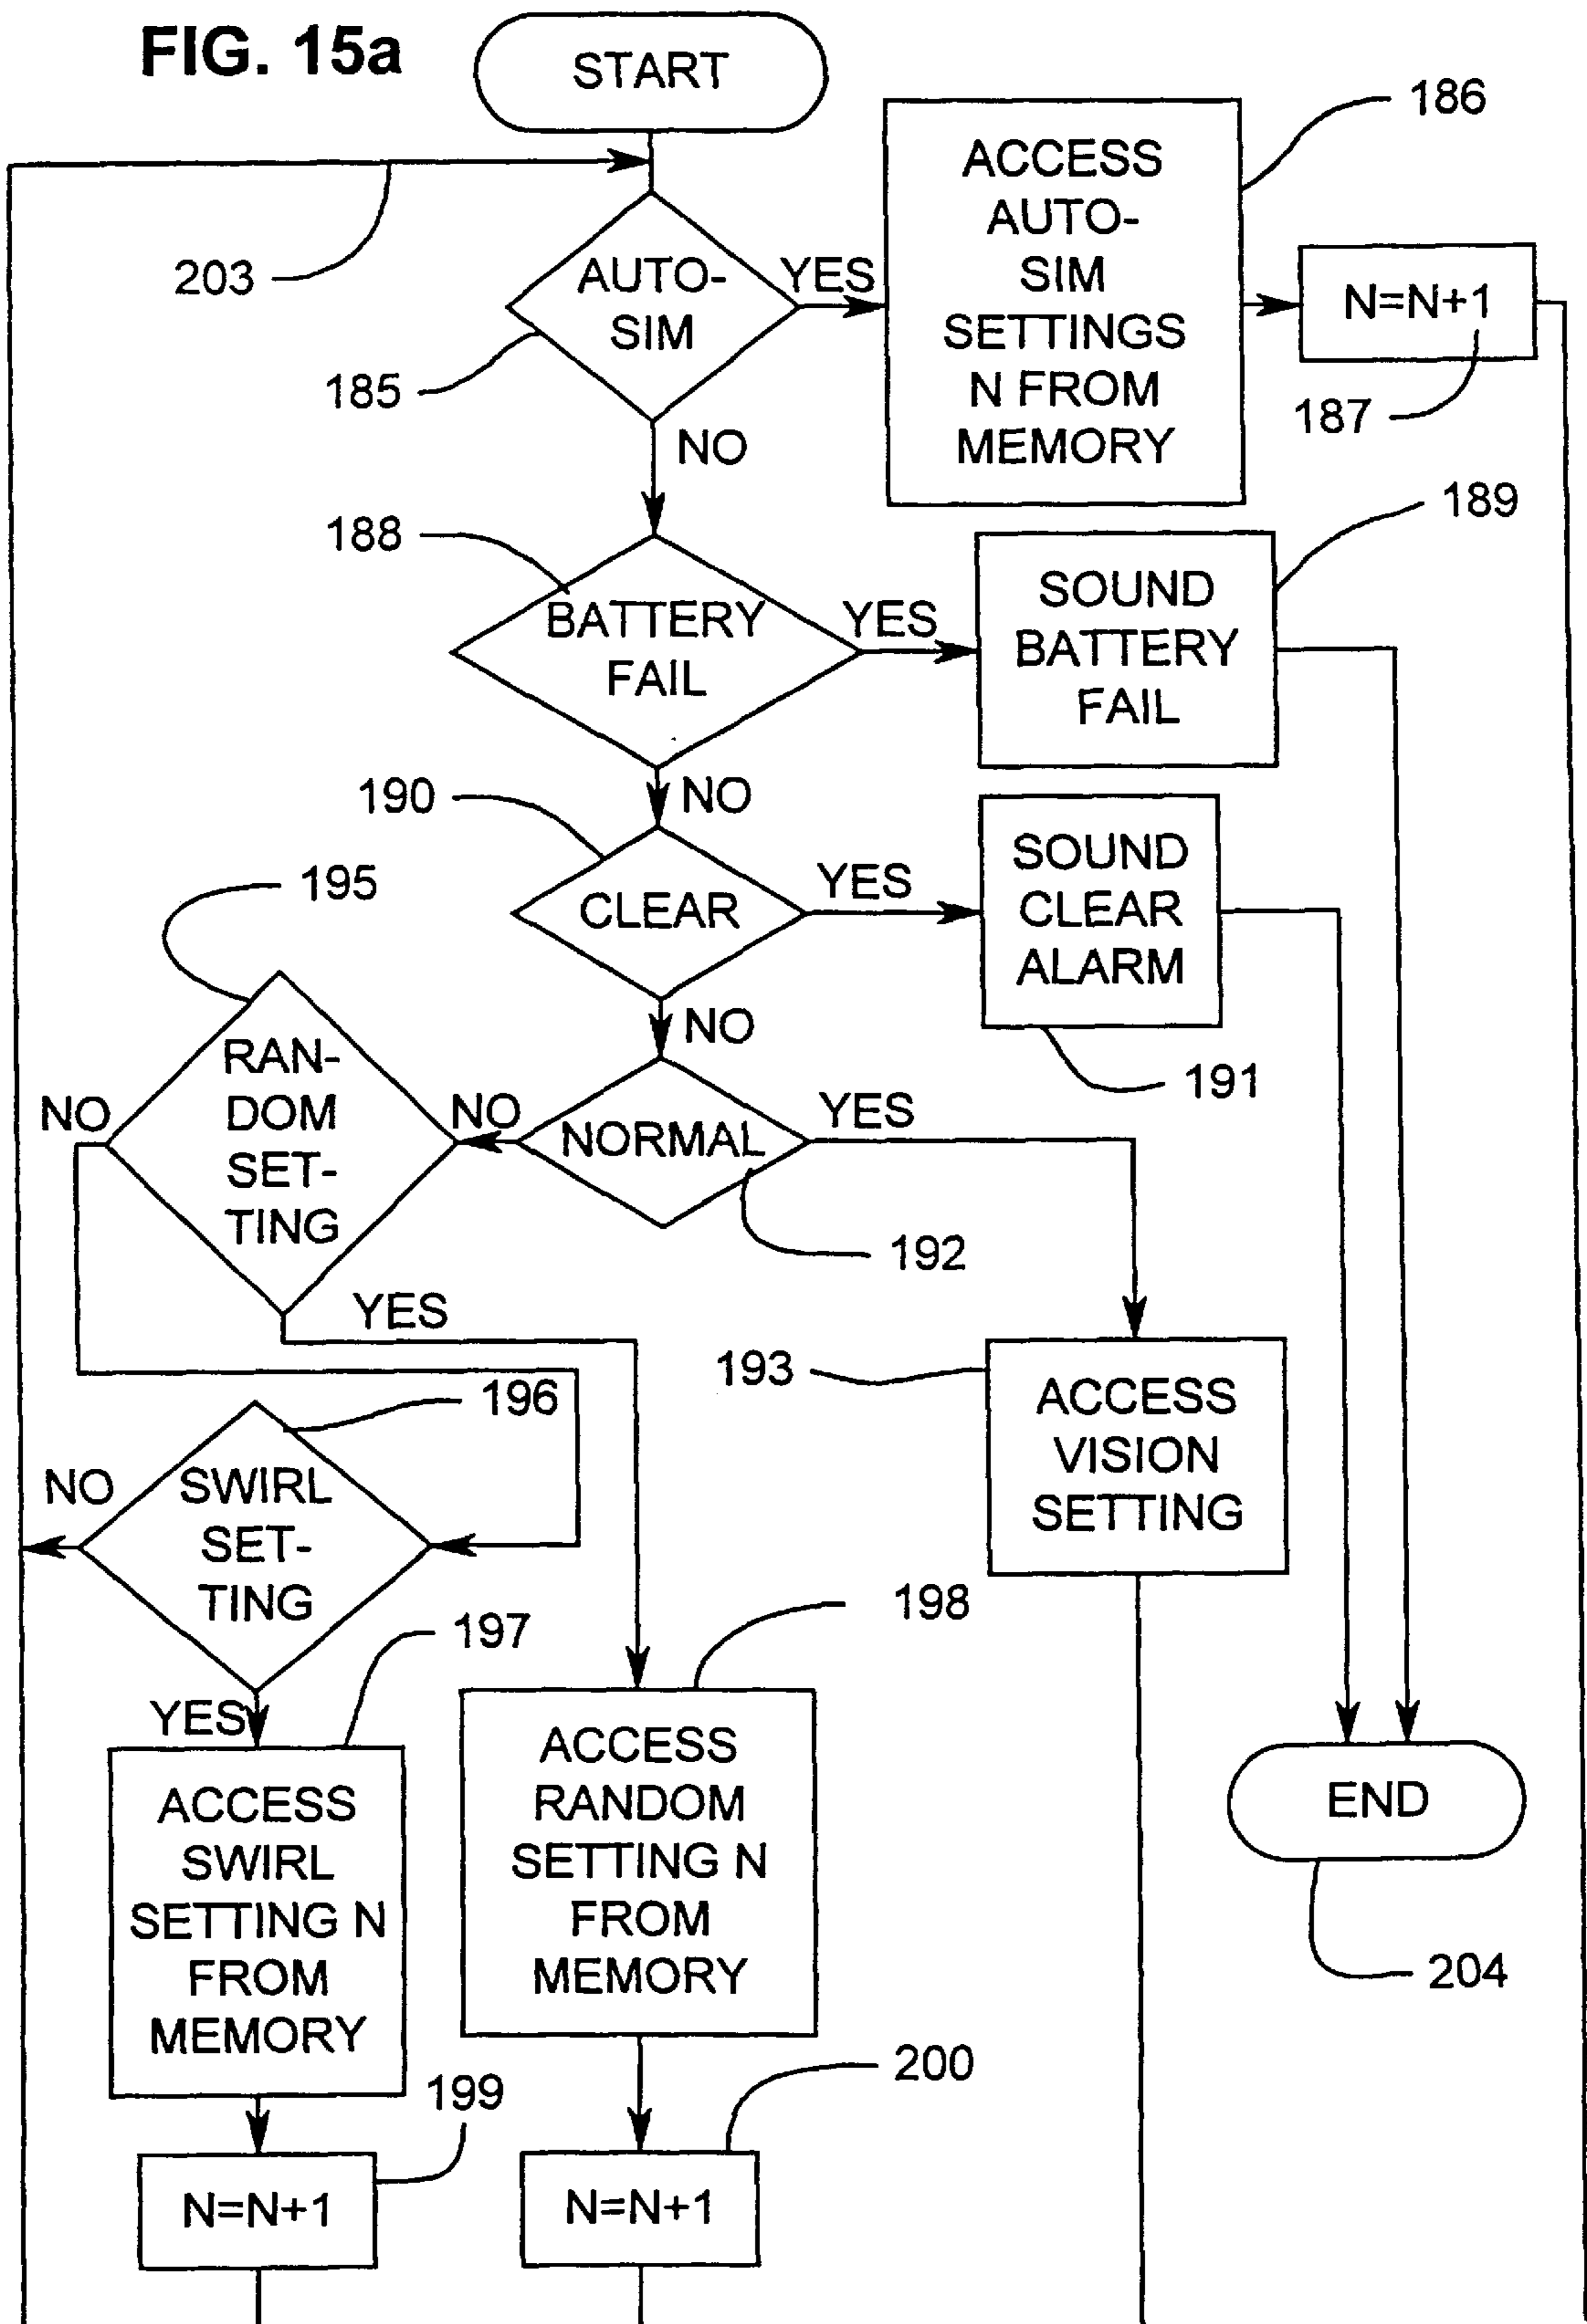 FIG. 15a
START
186
ACCESS
AUTO-
SIM
SETTINGS
N FROM
MEMORY
203
AUTO-
SIM
YES
N=N+1
185
187
NO
188
189
BATTERY
FAIL
YES
SOUND
BATTERY
FAIL
190
NO
195
CLEAR
YES
SOUND
CLEAR
ALARM
NO
191
RAN-
DOM
SET-
TING
NO
NO
NORMAL
YES
192
YES
193
ACCESS
VISION
SETTING
196
NO
SWIRL
SET-
TING
198
197
YES
ACCESS
SWIRL
SETTING N
FROM
MEMORY
ACCESS
RANDOM
SETTING N
FROM
MEMORY
END
204
199
200
N=N+1
N=N+1